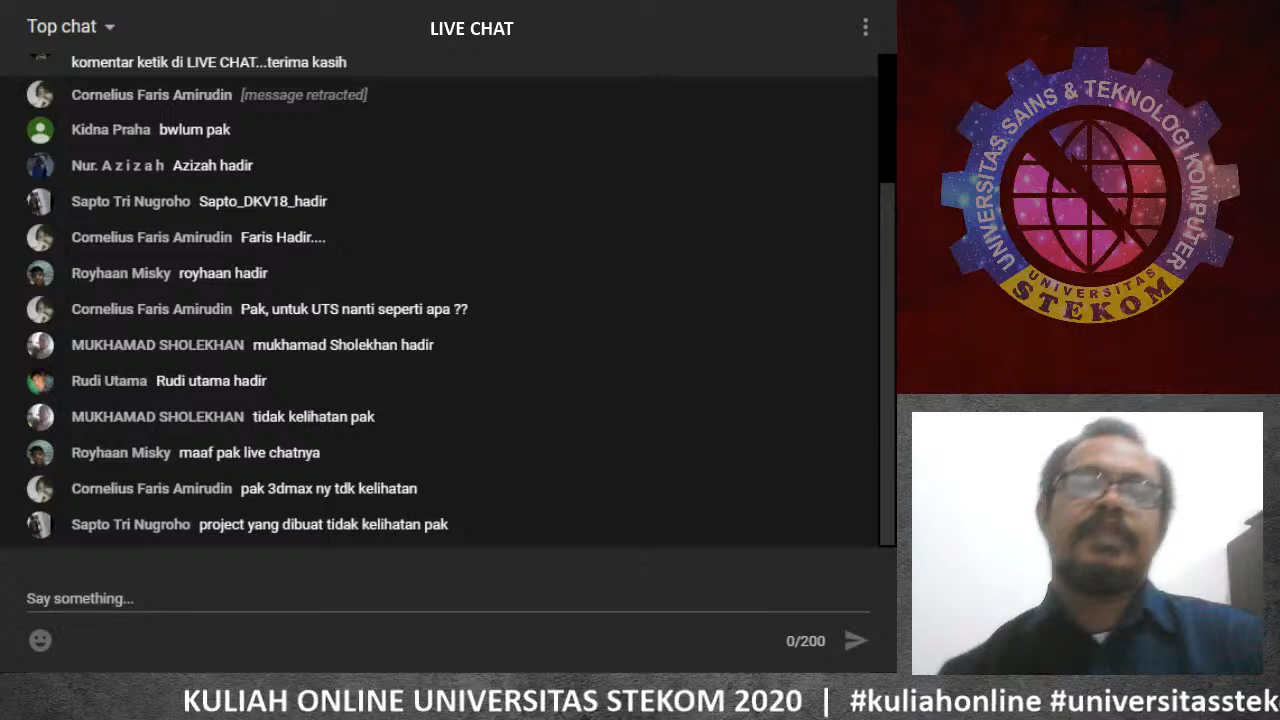 Top chat
LIVE CHAT
komentar ketik di LIVE CHAT...terima kasih
Cornelius Faris Amirudin [message retracted]
Kidna Praha bwlum pak
Nur. A z i z a h Azizah hadir
Sapto Tri Nugroho Sapto_DKV18_hadir
Cornelius Faris Amirudin Faris Hadir....
Royhaan Misky royhaan hadir
Cornelius Faris Amirudin Pak, untuk UTS nanti seperti apa ??
MUKHAMAD SHOLEKHAN mukhamad Sholekhan hadir
Rudi Utama Rudi utama hadir
MUKHAMAD SHOLEKHAN tidak kelihatan pak
Royhaan Misky maaf pak live chatnya
Cornelius Faris Amirudin pak 3dmax ny tdk kelihatan
Sapto Tri Nugroho project yang dibuat tidak kelihatan pak
Say something...
0/200
UNIVERSITAS SAINS & TEKNOLOGI KOMPUTER
UNIVERSITAS
STEKOM
KULIAH ONLINE UNIVERSITAS STEKOM 2020 | #kuliahonline #universitasstek